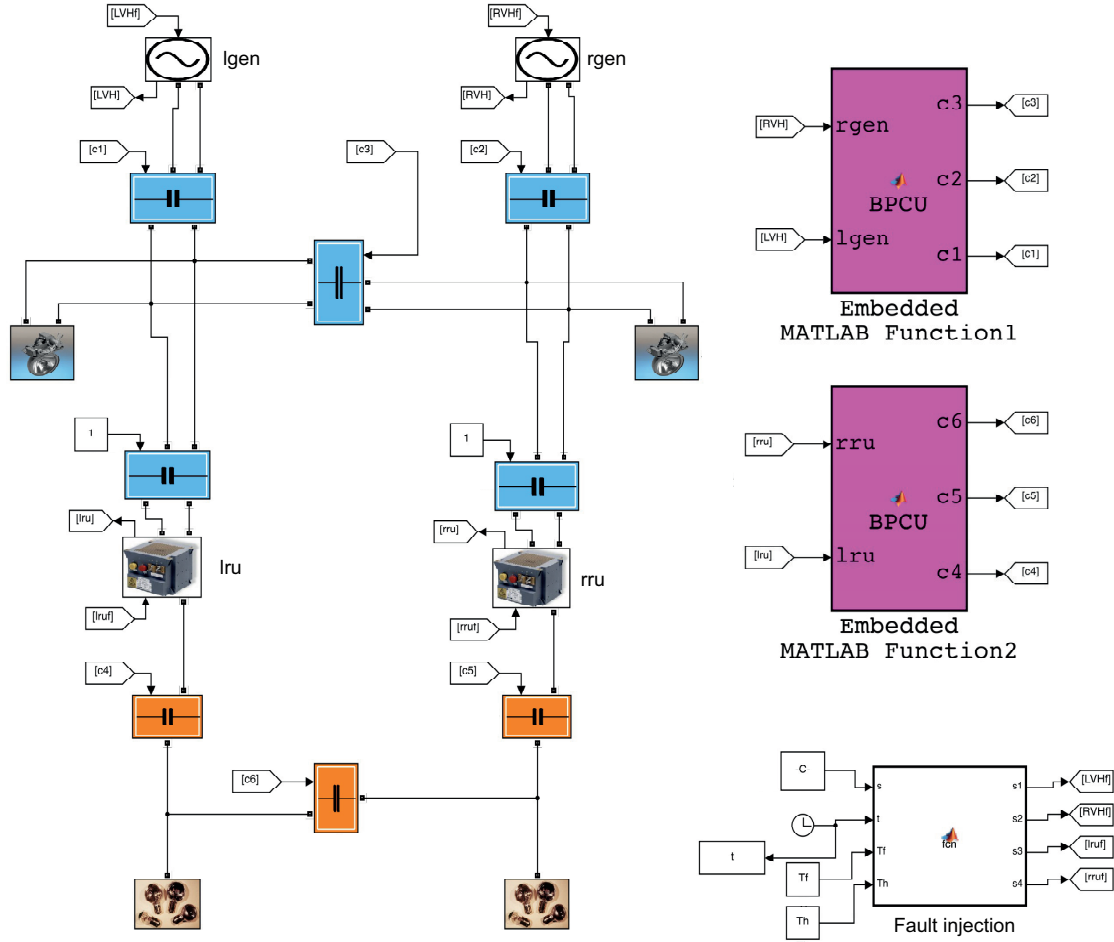 [LVHf]
lgen
[LVH]
[c1]
[c3]
[RVHf]
rgen
[RVH]
[c2]
1
[lru]
lru
[lruf]
[c4]
1
[rru]
rru
[rrut]
[c5]
[c6]
[RVH]
rgen
[LVH]
lgen
BPCU
c3
[c3]
c2
[c2]
c1
[c1]
Embedded
MATLAB Function1
[rru]
rru
[lru]
lru
BPCU
c6
[c6]
c5
[c5]
c4
[c4]
Embedded
MATLAB Function2
C
t
Tf
Th
s
t
Tf
Th
fcn
s1
s2
s3
s4
[LVHf]
[RVHf]
[lruf]
[rrut]
Fault injection